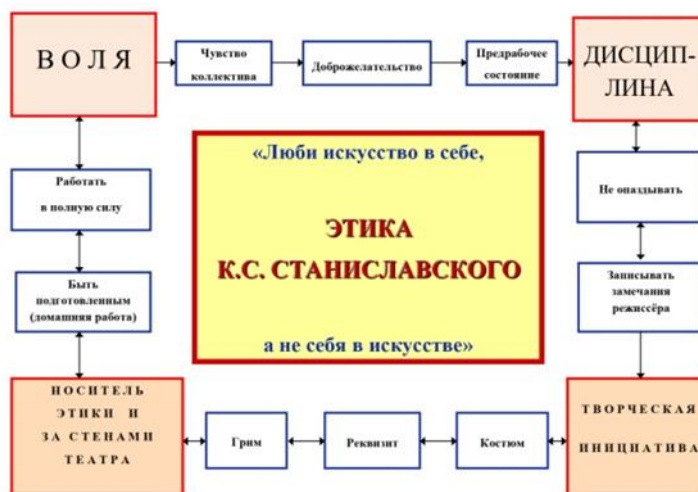 ВОЛЯ
Чувство
коллектива
Доброжелательство
Предрабочее
состояние
ДИСЦИП-
ЛИНА
«Люби искусство в себе,
ЭТИКА
К.С. СТАНИСЛАВСКОГО
а не себя в искусстве»
Работать
в полную силу
Не опаздывать
Быть
подготовленным
(домашняя работа)
Записывать
замечания
режиссёра
НОСИТЕЛЬ
ЭТИКИ И
ЗА СТЕНАМИ
ТЕАТРА
Грим
Реквизит
Костюм
ТВОРЧЕСКАЯ
ИНИЦИАТИВА